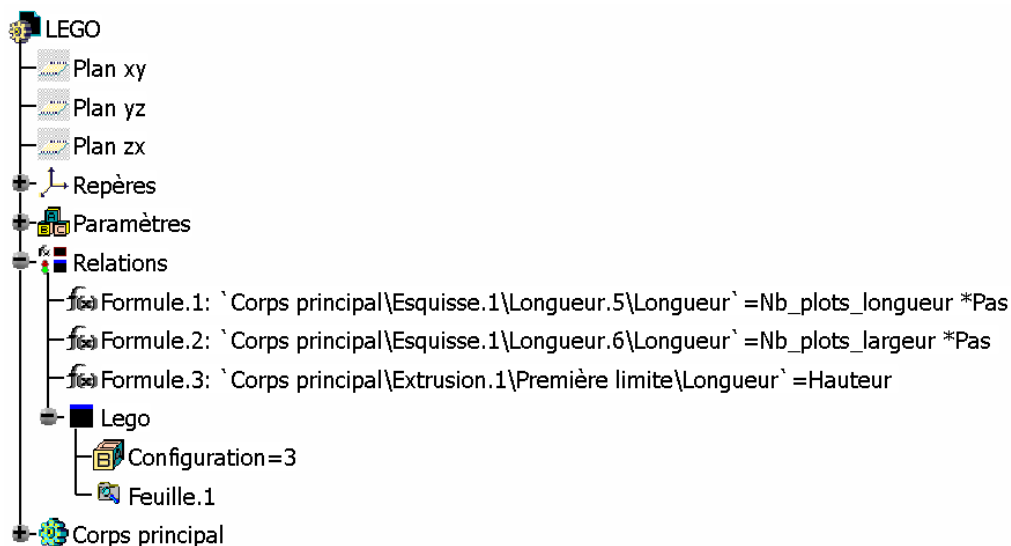 LEGO
Plan xy
Plan yz
Plan zx
Repères
Paramètres
Relations
Formule.1: `Corps principal\Esquisse.1\Longueur.5\Longueur` =Nb_plots_longueur *Pas
Formule.2: `Corps principal\Esquisse.1\Longueur.6\Longueur` =Nb_plots_largeur *Pas
Formule.3: `Corps principal\Extrusion.1\Première limite\Longueur` =Hauteur
Lego
Configuration=3
Feuille.1
Corps principal